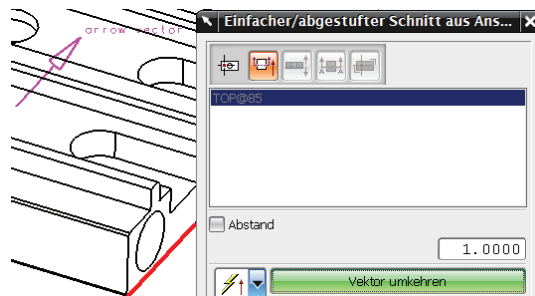 arrow vector
Einfacher/abgestufter Schnitt aus Ans...
TOP@85
Abstand
1.0000
Vektor umkehren